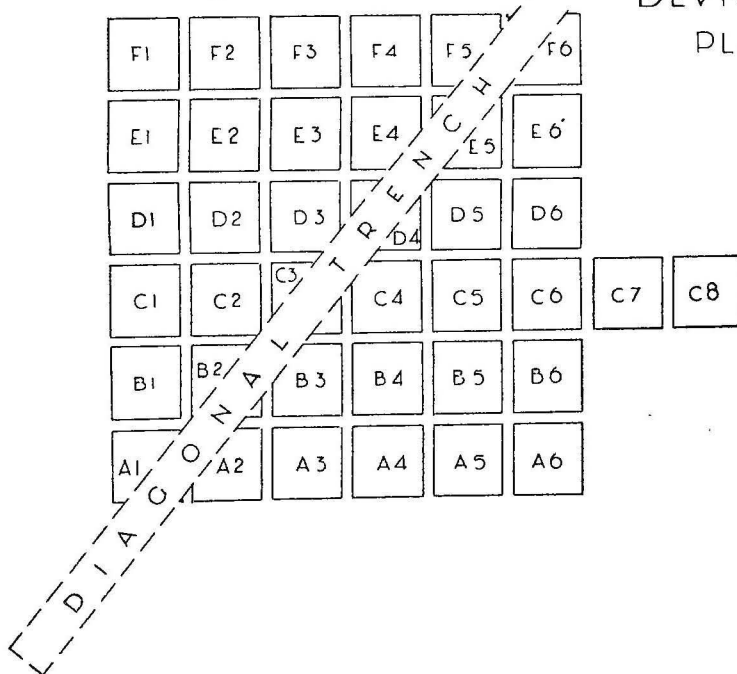 F1 F2 F3 F4 F5 F6
E1 E2 E3 E4 E5 E6
D1 D2 D3 D4 D5 D6
C1 C2 C3 C4 C5 C6 C7 C8
B1 B2 B3 B4 B5 B6
A1 A2 A3 A4 A5 A6
DIAGONAL TRENCH
PL